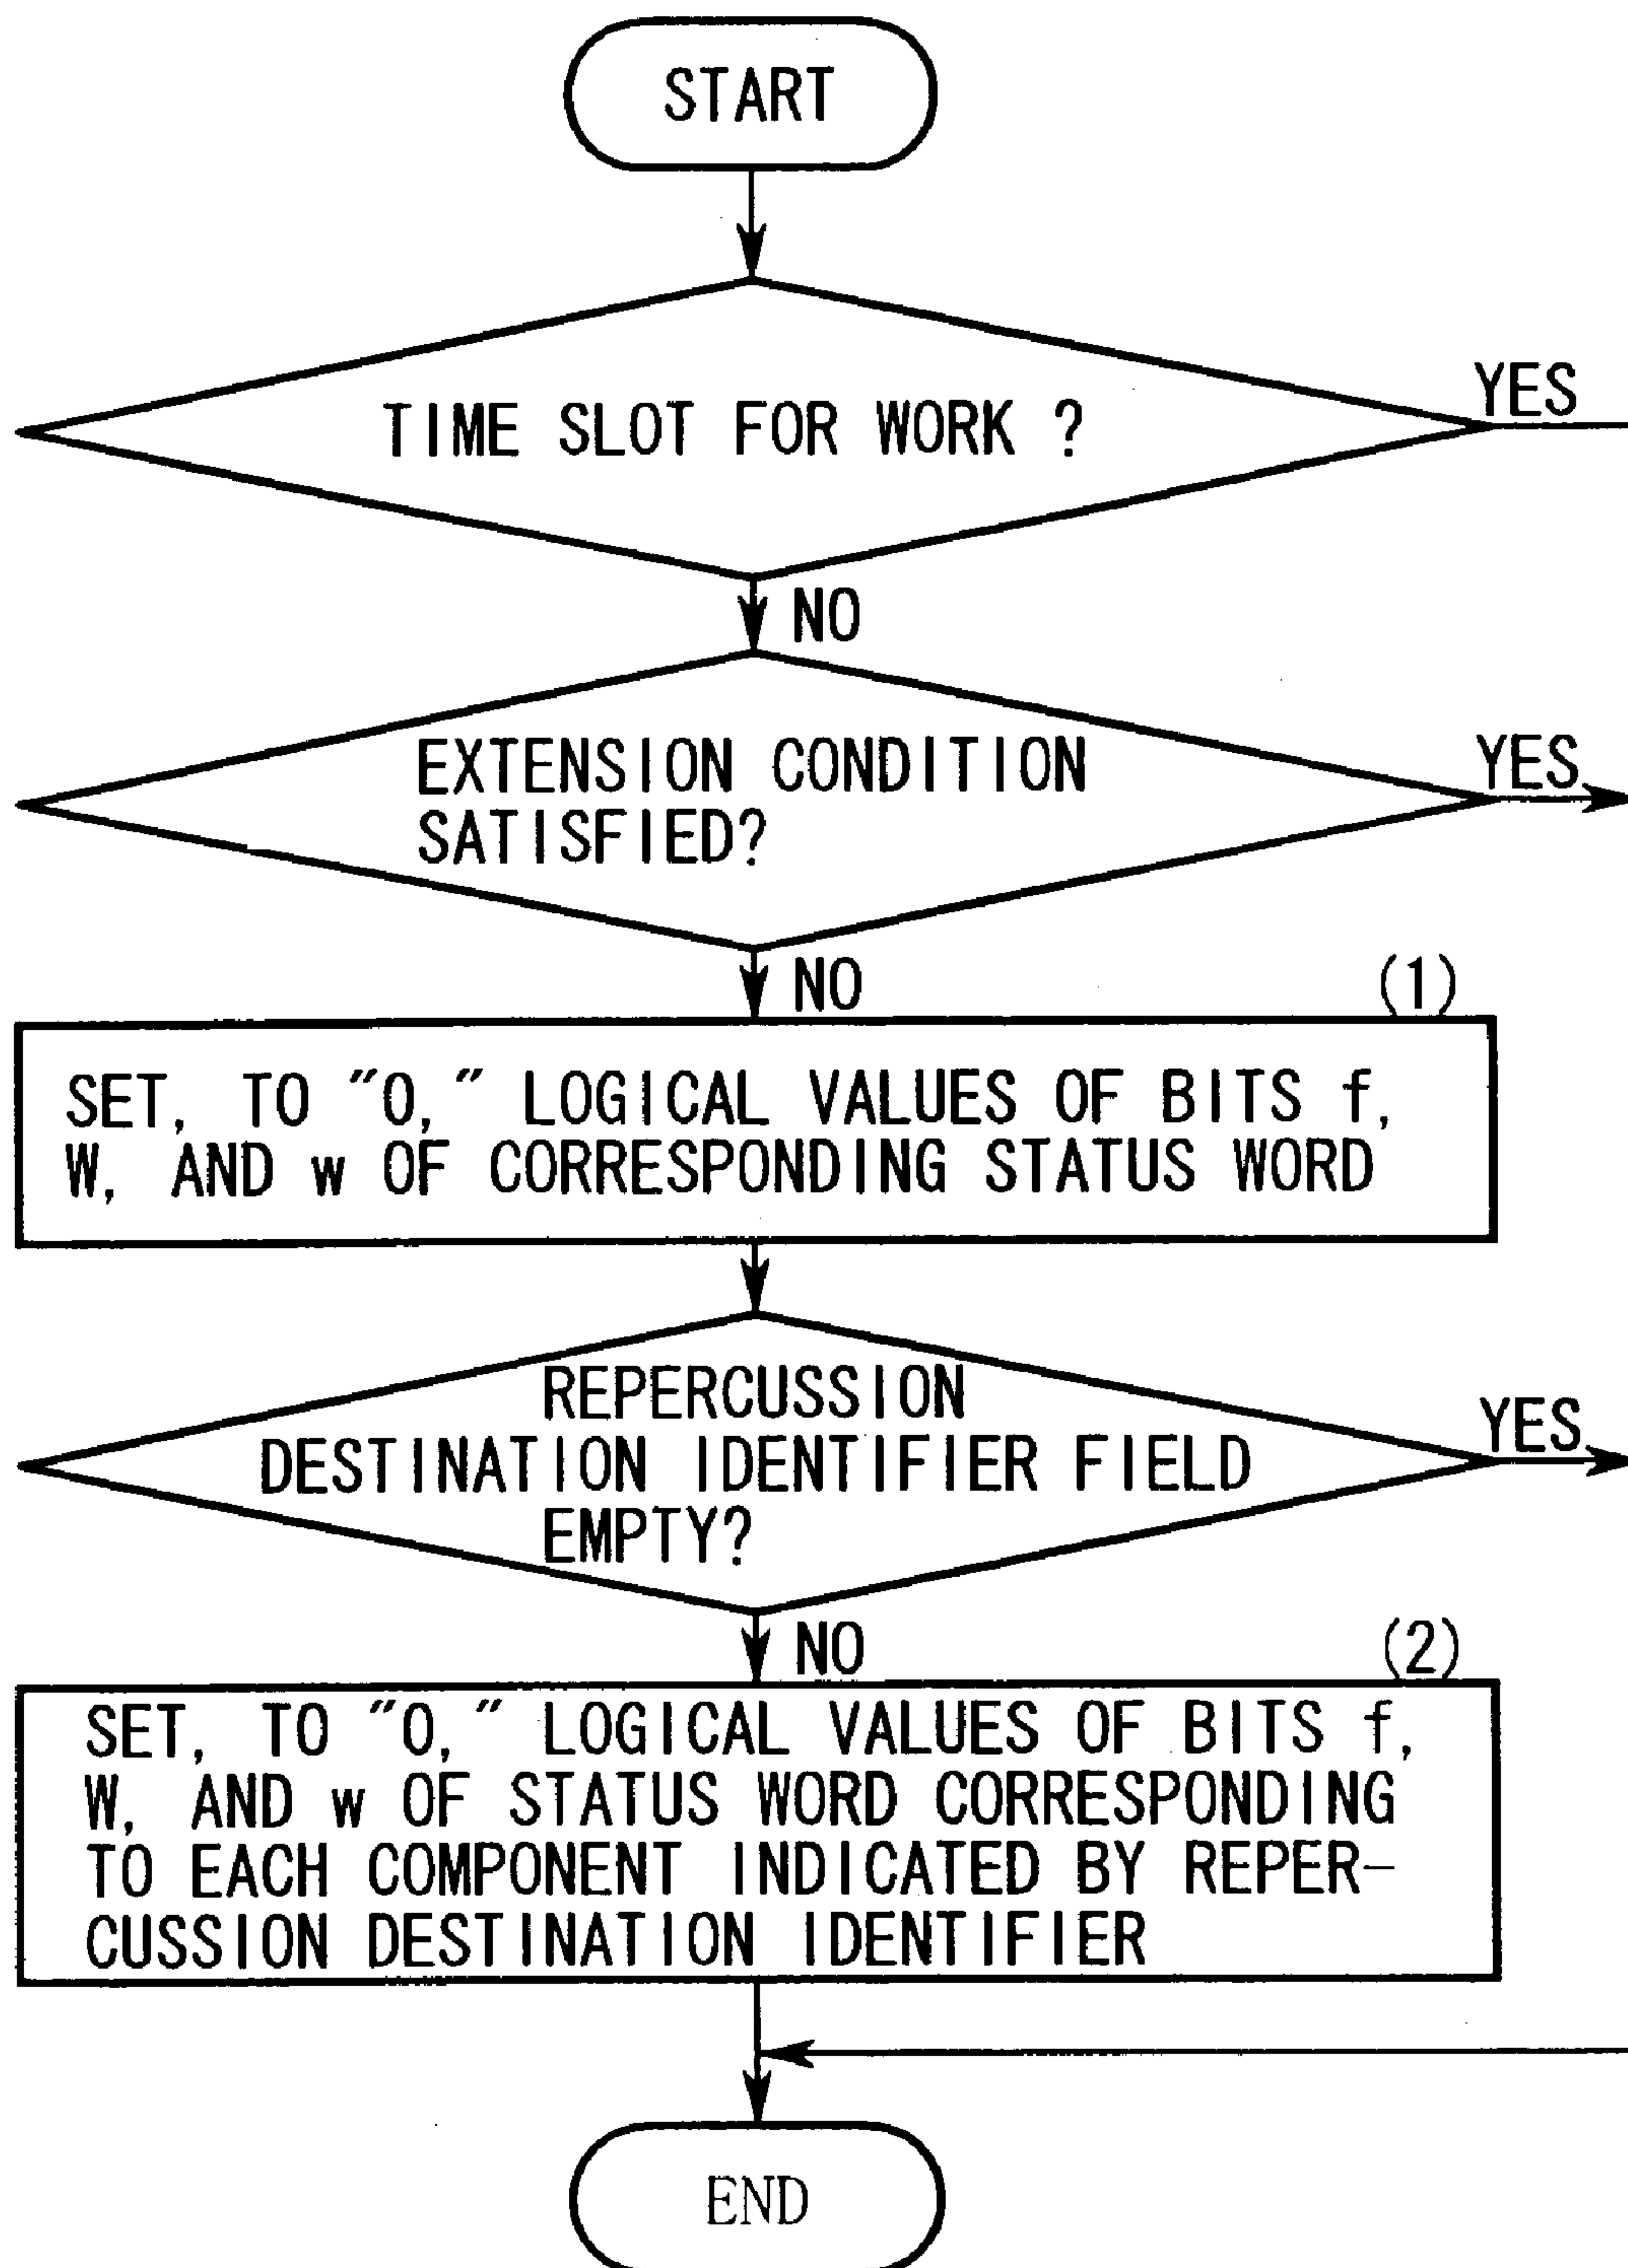 START
TIME SLOT FOR WORK ?
YES
NO
EXTENSION CONDITION
SATISFIED?
YES
NO
(1)
SET, TO "0," LOGICAL VALUES OF BITS f,
W, AND w OF CORRESPONDING STATUS WORD
REPERCUSSION
DESTINATION IDENTIFIER FIELD
EMPTY?
YES
NO
(2)
SET, TO "0," LOGICAL VALUES OF BITS f,
W, AND w OF STATUS WORD CORRESPONDING
TO EACH COMPONENT INDICATED BY REPER-
CUSSION DESTINATION IDENTIFIER
END